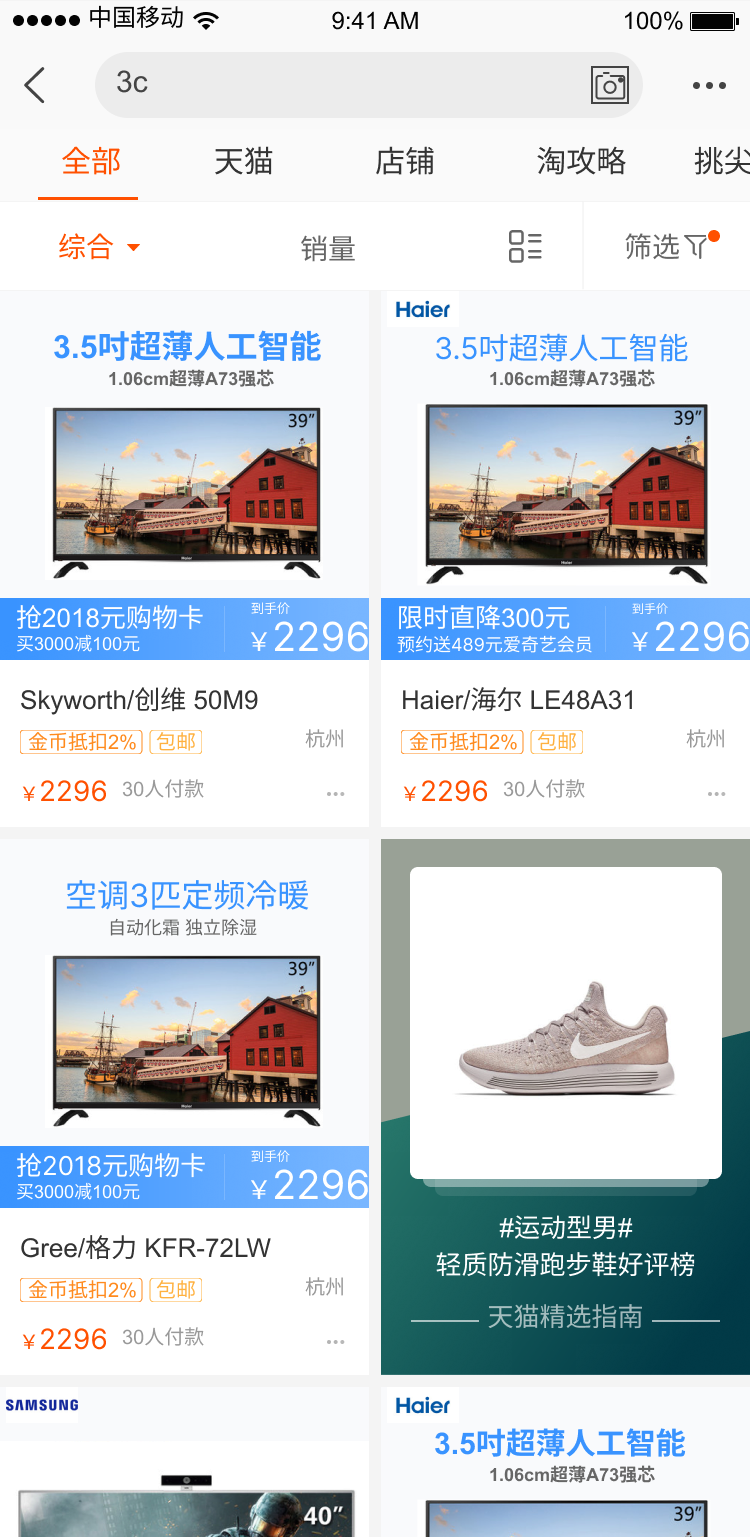 中国移动
9:41 AM
100%
3c
全部
天猫
店铺
淘攻略
挑尖
综合
销量
筛选
3.5吋超薄人工智能
1.06cm超薄A73强芯
39”
抢2018元购物卡
买3000减100元
到手价
¥2296
Skyworth/创维 50M9
金币抵扣2%
包邮
杭州
¥2296
30人付款
Haier
3.5吋超薄人工智能
1.06cm超薄A73强芯
39”
限时直降300元
预约送489元爱奇艺会员
到手价
¥2296
Haier/海尔 LE48A31
金币抵扣2%
包邮
杭州
¥2296
30人付款
空调3匹定频冷暖
自动化霜 独立除湿
39”
抢2018元购物卡
买3000减100元
到手价
¥2296
Gree/格力 KFR-72LW
金币抵扣2%
包邮
杭州
¥2296
30人付款
#运动型男#
轻质防滑跑步鞋好评榜
天猫精选指南
SAMSUNG
40”
Haier
3.5吋超薄人工智能
1.06cm超薄A73强芯
39”